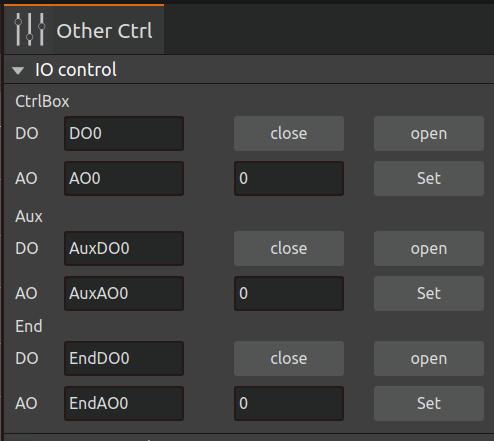 Other Ctrl
IO control
CtrlBox
DO DO0 close open
AO AO0 0 Set
Aux
DO AuxDO0 close open
AO AuxAO0 0 Set
End
DO EndDO0 close open
AO EndAO0 0 Set